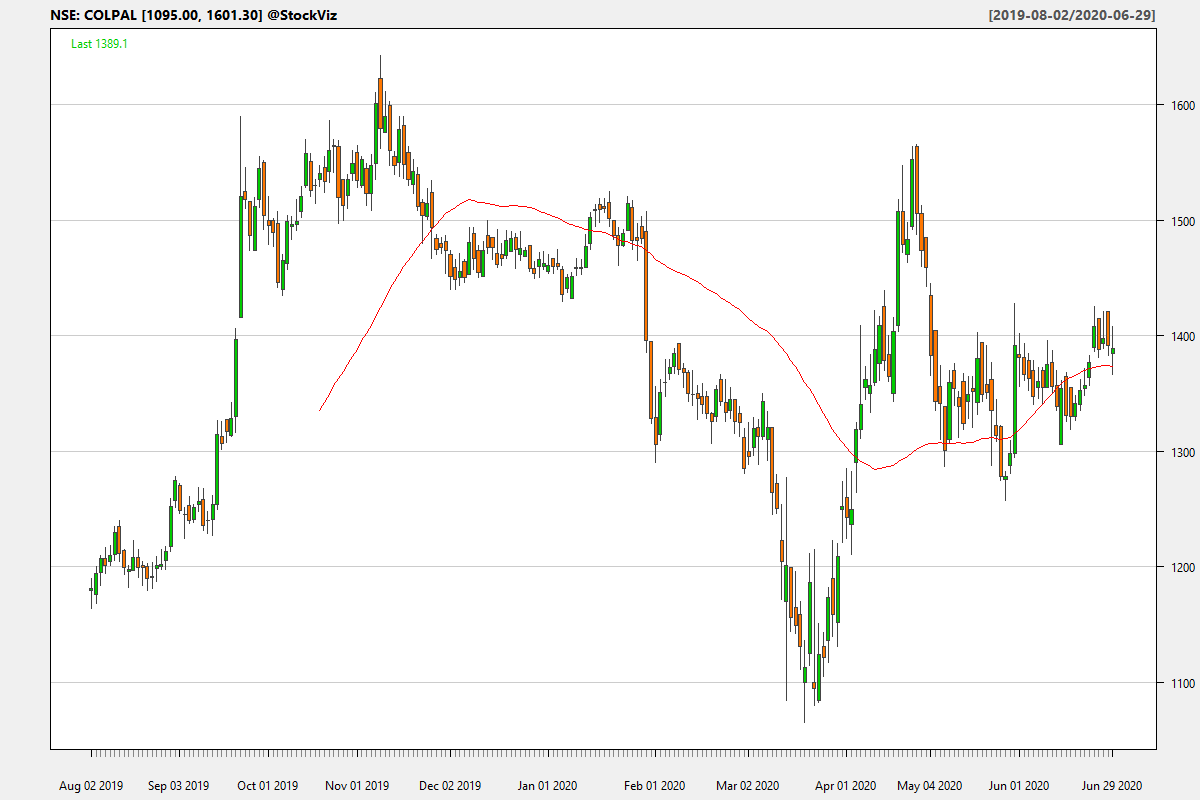 NSE: COLPAL [1095.00, 1601.30] @StockViz
[2019-08-02/2020-06-29]
Last 1389.1
1600
1500
1400
1300
1200
1100
Aug 02 2019
Sep 03 2019
Oct 01 2019
Nov 01 2019
Dec 02 2019
Jan 01 2020
Feb 01 2020
Mar 02 2020
Apr 01 2020
May 04 2020
Jun 01 2020
Jun 29 2020